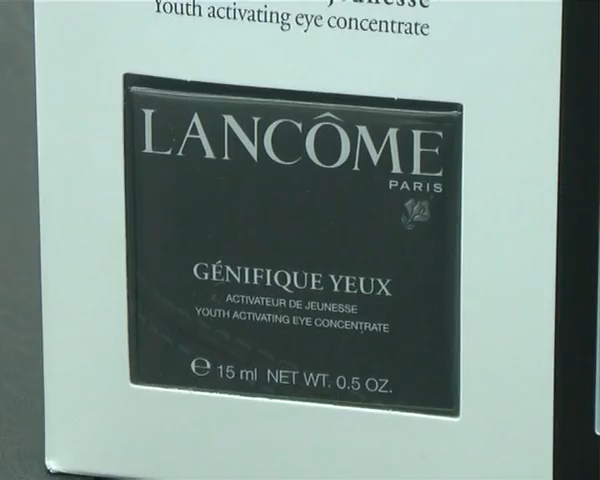 jeunesse
Youth activating eye concentrate
LANCÔME
PARIS
GÉNIFIQUE YEUX
ACTIVATEUR DE JEUNESSE
YOUTH ACTIVATING EYE CONCENTRATE
℮ 15 ml NET WT. 0.5 OZ.